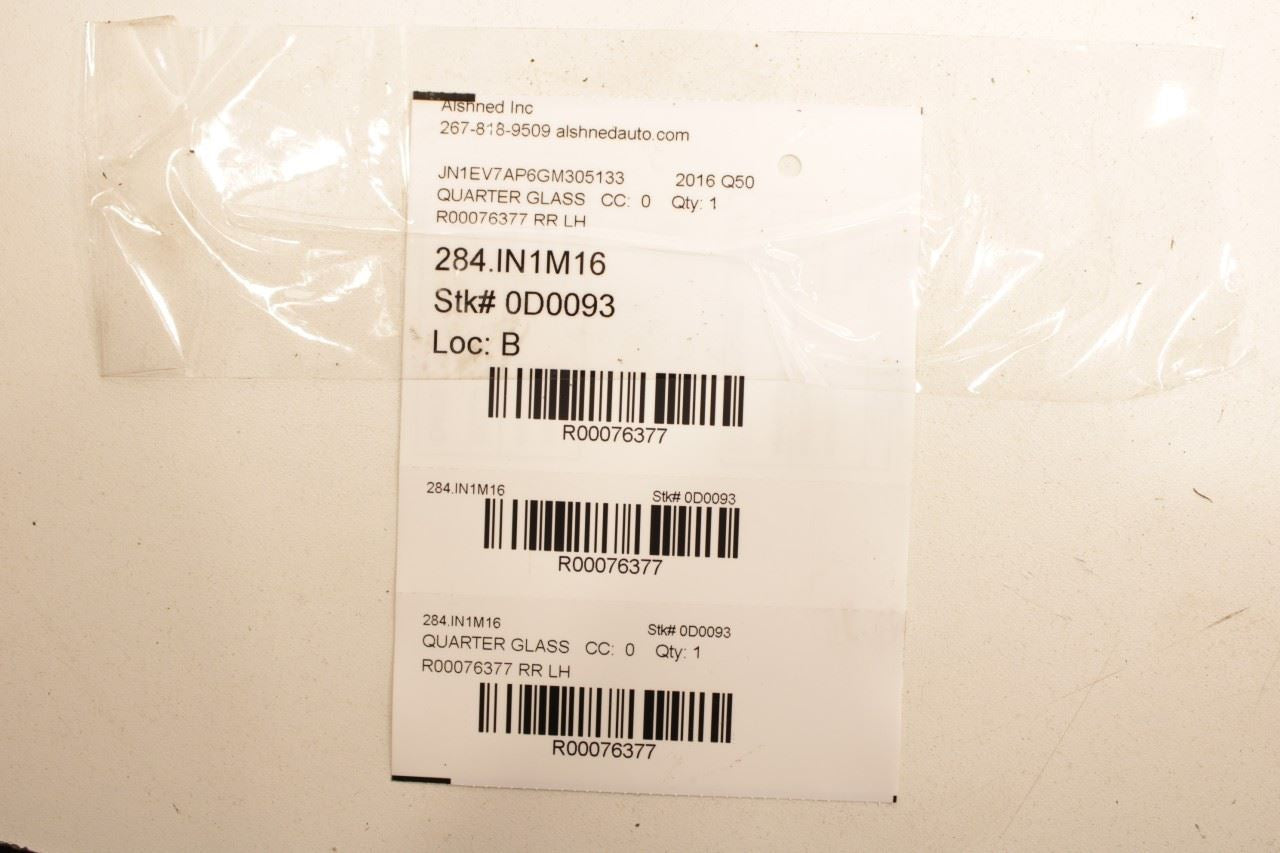 Alshned Inc
267-818-9509 alshnedauto.com
JN1EV7AP6GM305133 2016 Q50
QUARTER GLASS CC: 0 Qty: 1
R00076377 RR LH
284.IN1M16
Stk# 0D0093
Loc: B
R00076377
284.IN1M16 Stk# 0D0093
R00076377
284.IN1M16 Stk# 0D0093
QUARTER GLASS CC: 0 Qty: 1
R00076377 RR LH
R00076377